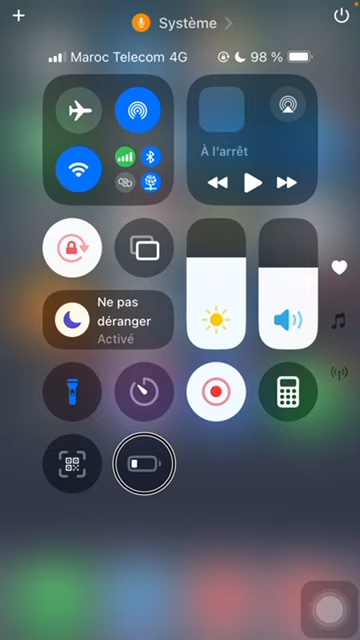 Système
Maroc Telecom 4G 98 %
À l'arrêt
Ne pas
déranger
Activé